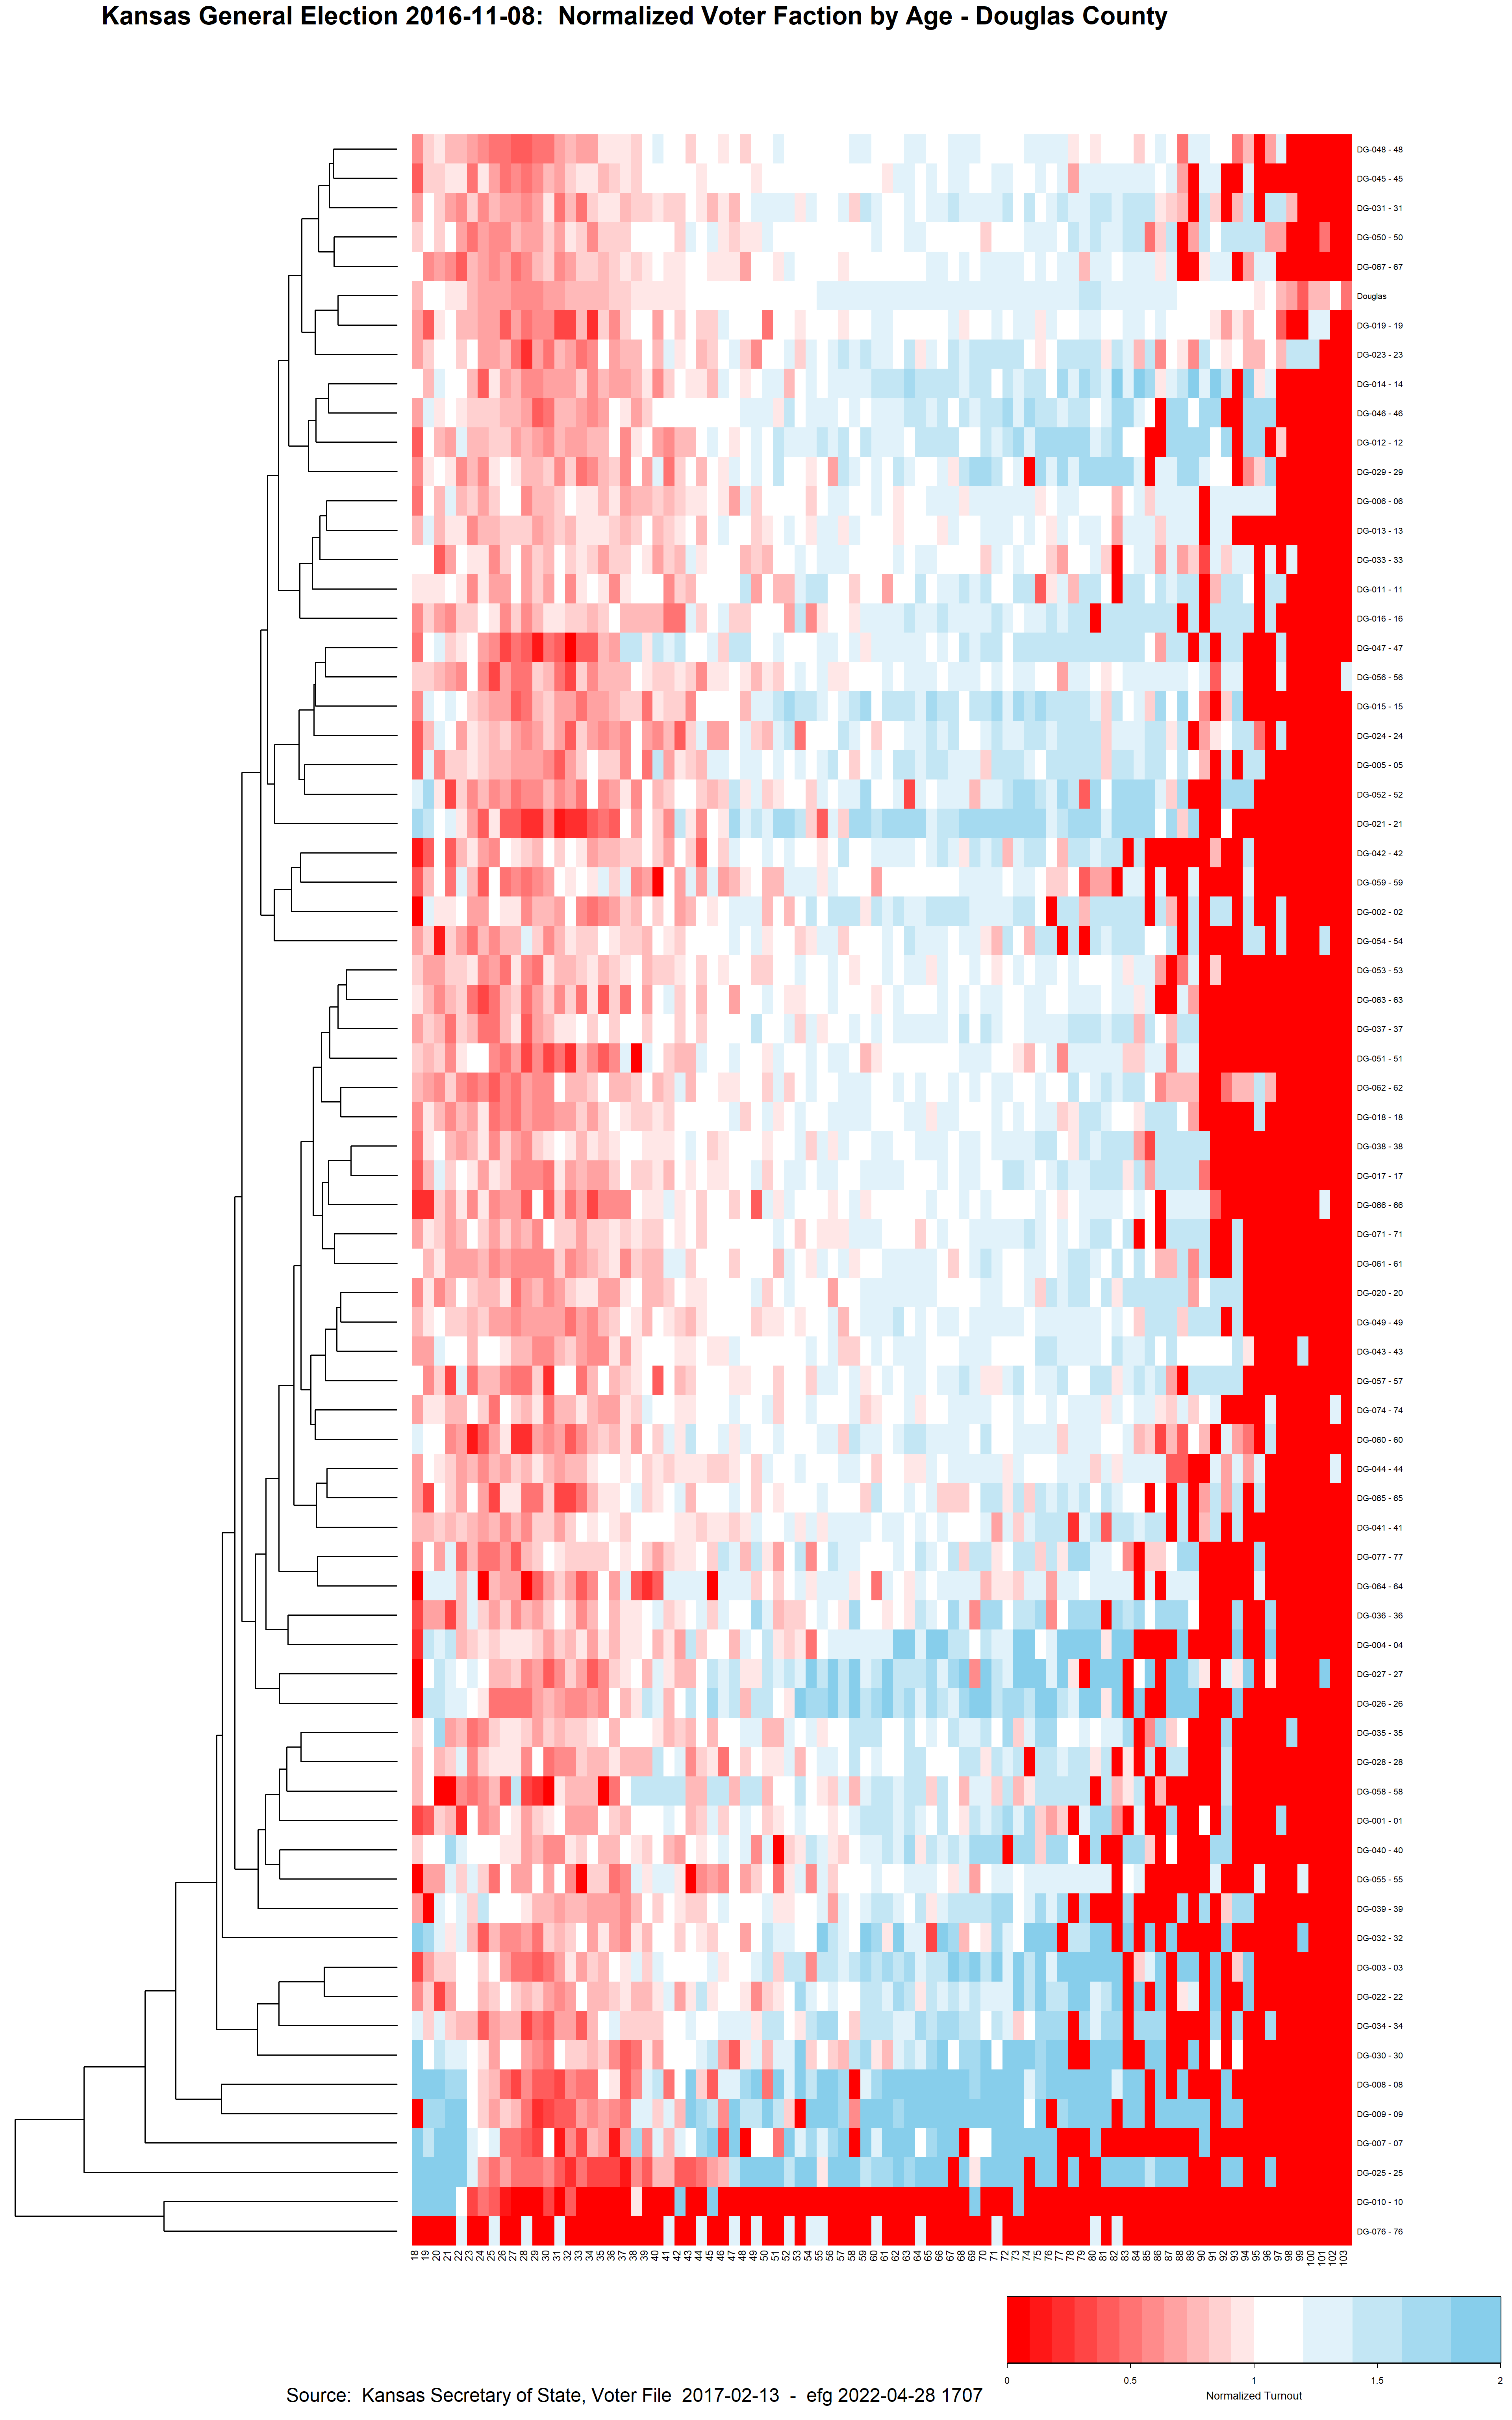 Kansas General Election 2016-11-08:  Normalized Voter Faction by Age - Douglas County
DG-048 - 48
DG-045 - 45
DG-031 - 31
DG-050 - 50
DG-067 - 67
Douglas
DG-019 - 19
DG-023 - 23
DG-014 - 14
DG-046 - 46
DG-012 - 12
DG-029 - 29
DG-006 - 06
DG-013 - 13
DG-033 - 33
DG-011 - 11
DG-016 - 16
DG-047 - 47
DG-056 - 56
DG-015 - 15
DG-024 - 24
DG-005 - 05
DG-052 - 52
DG-021 - 21
DG-042 - 42
DG-059 - 59
DG-002 - 02
DG-054 - 54
DG-053 - 53
DG-063 - 63
DG-037 - 37
DG-051 - 51
DG-062 - 62
DG-018 - 18
DG-038 - 38
DG-017 - 17
DG-066 - 66
DG-071 - 71
DG-061 - 61
DG-020 - 20
DG-049 - 49
DG-043 - 43
DG-057 - 57
DG-074 - 74
DG-060 - 60
DG-044 - 44
DG-065 - 65
DG-041 - 41
DG-077 - 77
DG-064 - 64
DG-036 - 36
DG-004 - 04
DG-027 - 27
DG-026 - 26
DG-035 - 35
DG-028 - 28
DG-058 - 58
DG-001 - 01
DG-040 - 40
DG-055 - 55
DG-039 - 39
DG-032 - 32
DG-003 - 03
DG-022 - 22
DG-034 - 34
DG-030 - 30
DG-008 - 08
DG-009 - 09
DG-007 - 07
DG-025 - 25
DG-010 - 10
DG-076 - 76
18 19 20 21 22 23 24 25 26 27 28 29 30 31 32 33 34 35 36 37 38 39 40 41 42 43 44 45 46 47 48 49 50 51 52 53 54 55 56 57 58 59 60 61 62 63 64 65 66 67 68 69 70 71 72 73 74 75 76 77 78 79 80 81 82 83 84 85 86 87 88 89 90 91 92 93 94 95 96 97 98 99 100 101 102 103
0 0.5 1 1.5 2
Normalized Turnout
Source:  Kansas Secretary of State, Voter File  2017-02-13  -  efg 2022-04-28 1707